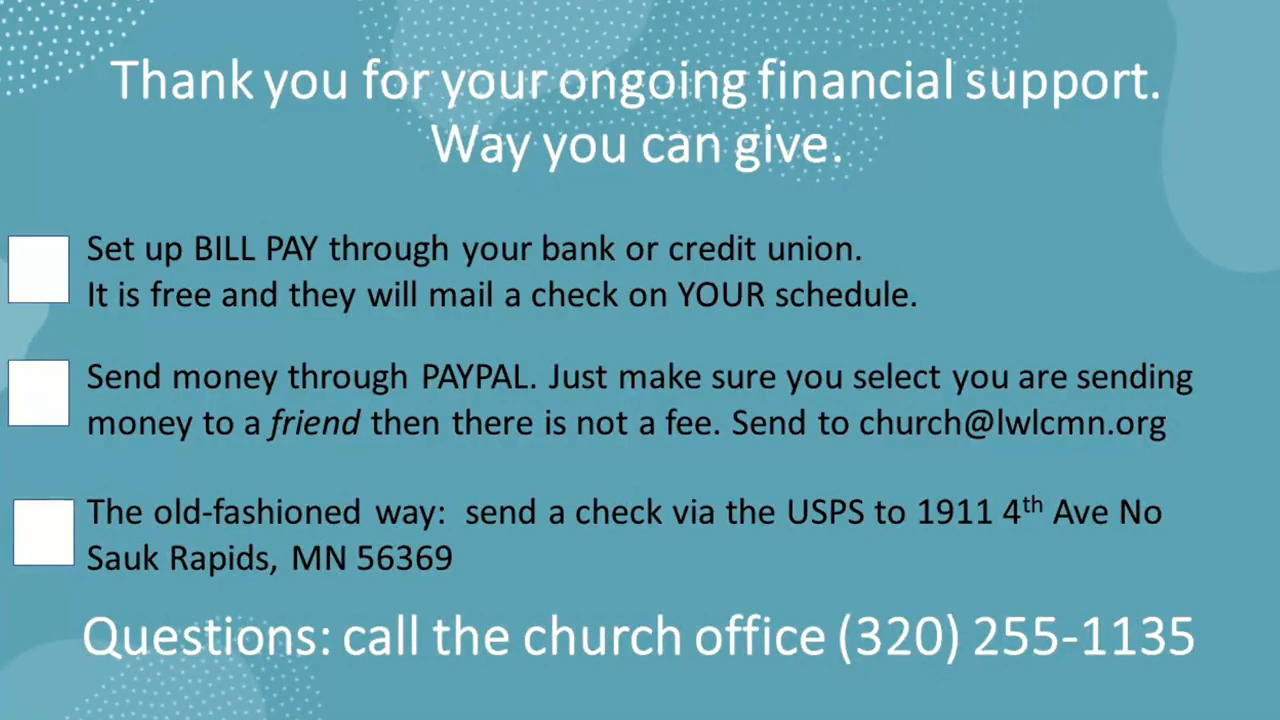 Thank you for your ongoing financial support.
Way you can give.
Set up BILL PAY through your bank or credit union.
It is free and they will mail a check on YOUR schedule.
Send money through PAYPAL. Just make sure you select you are sending
money to a friend then there is not a fee. Send to church@lwlcmn.org
The old-fashioned way: send a check via the USPS to 1911 4th Ave No
Sauk Rapids, MN 56369
Questions: call the church office (320) 255-1135